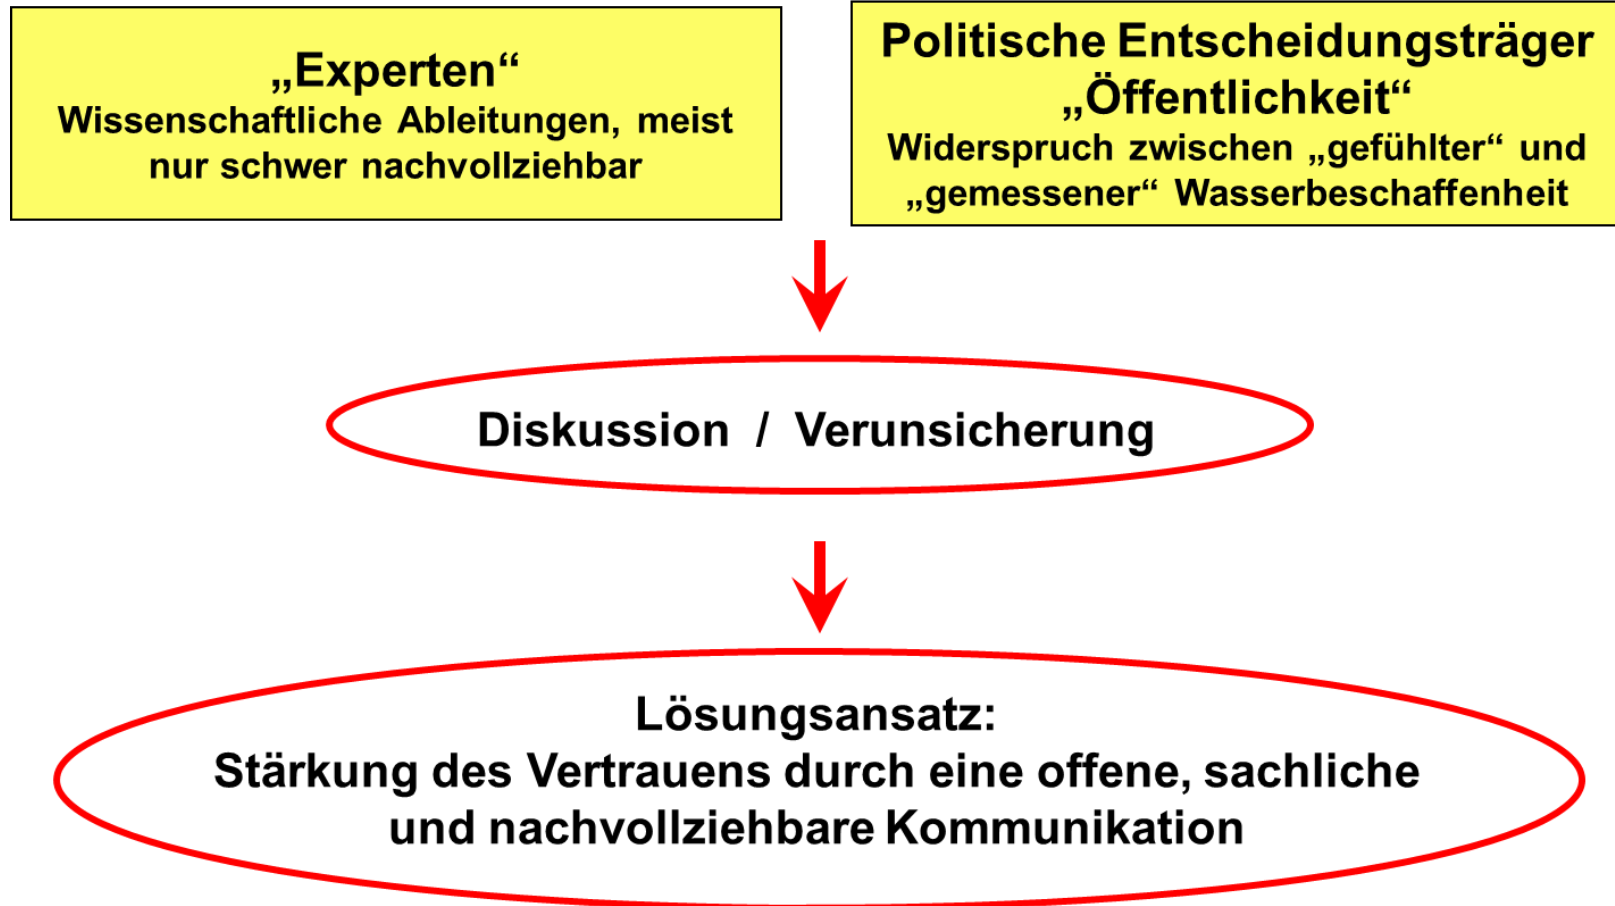 „Experten“
Wissenschaftliche Ableitungen, meist
nur schwer nachvollziehbar
Politische Entscheidungsträger
„Öffentlichkeit“
Widerspruch zwischen „gefühlter“ und
„gemessener“ Wasserbeschaffenheit
Diskussion / Verunsicherung
Lösungsansatz:
Stärkung des Vertrauens durch eine offene, sachliche
und nachvollziehbare Kommunikation